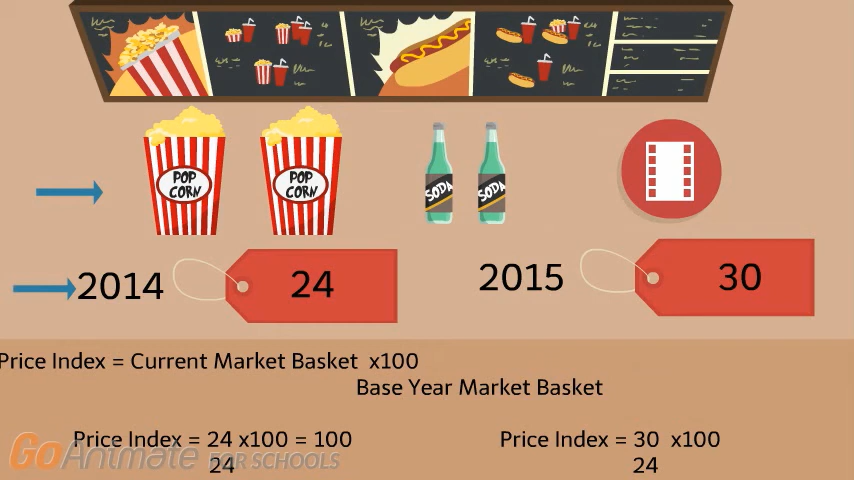 POP CORN
POP CORN
SODA
SODA
2014 24
2015 30
Price Index = Current Market Basket x100
Base Year Market Basket
Price Index = 24 x100 = 100
24
Price Index = 30 x100
24
GoAnimate FOR SCHOOLS